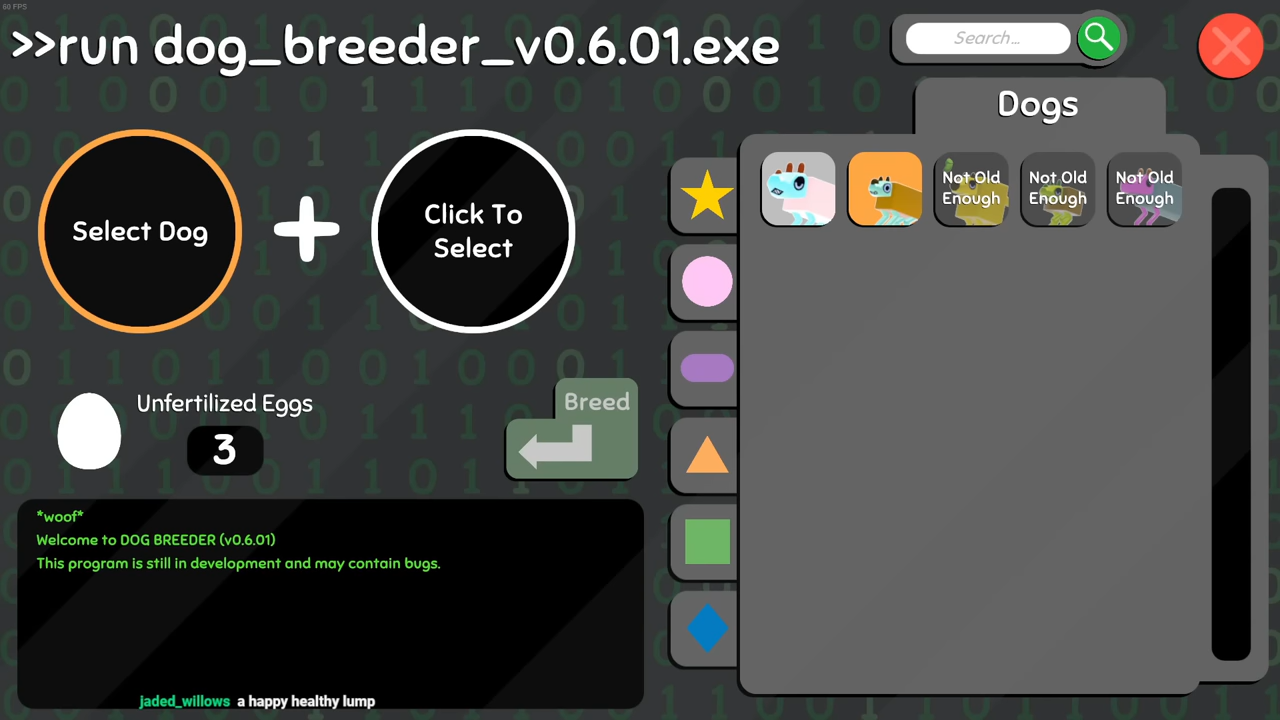 60 FPS
>>run dog_breeder_v0.6.01.exe
Search...
Dogs
Select Dog
Click To
Select
Not Old
Enough
Not Old
Enough
Not Old
Enough
Unfertilized Eggs
3
Breed
*woof*
Welcome to DOG BREEDER (v0.6.01)
This program is still in development and may contain bugs.
jaded_willows a happy healthy lump